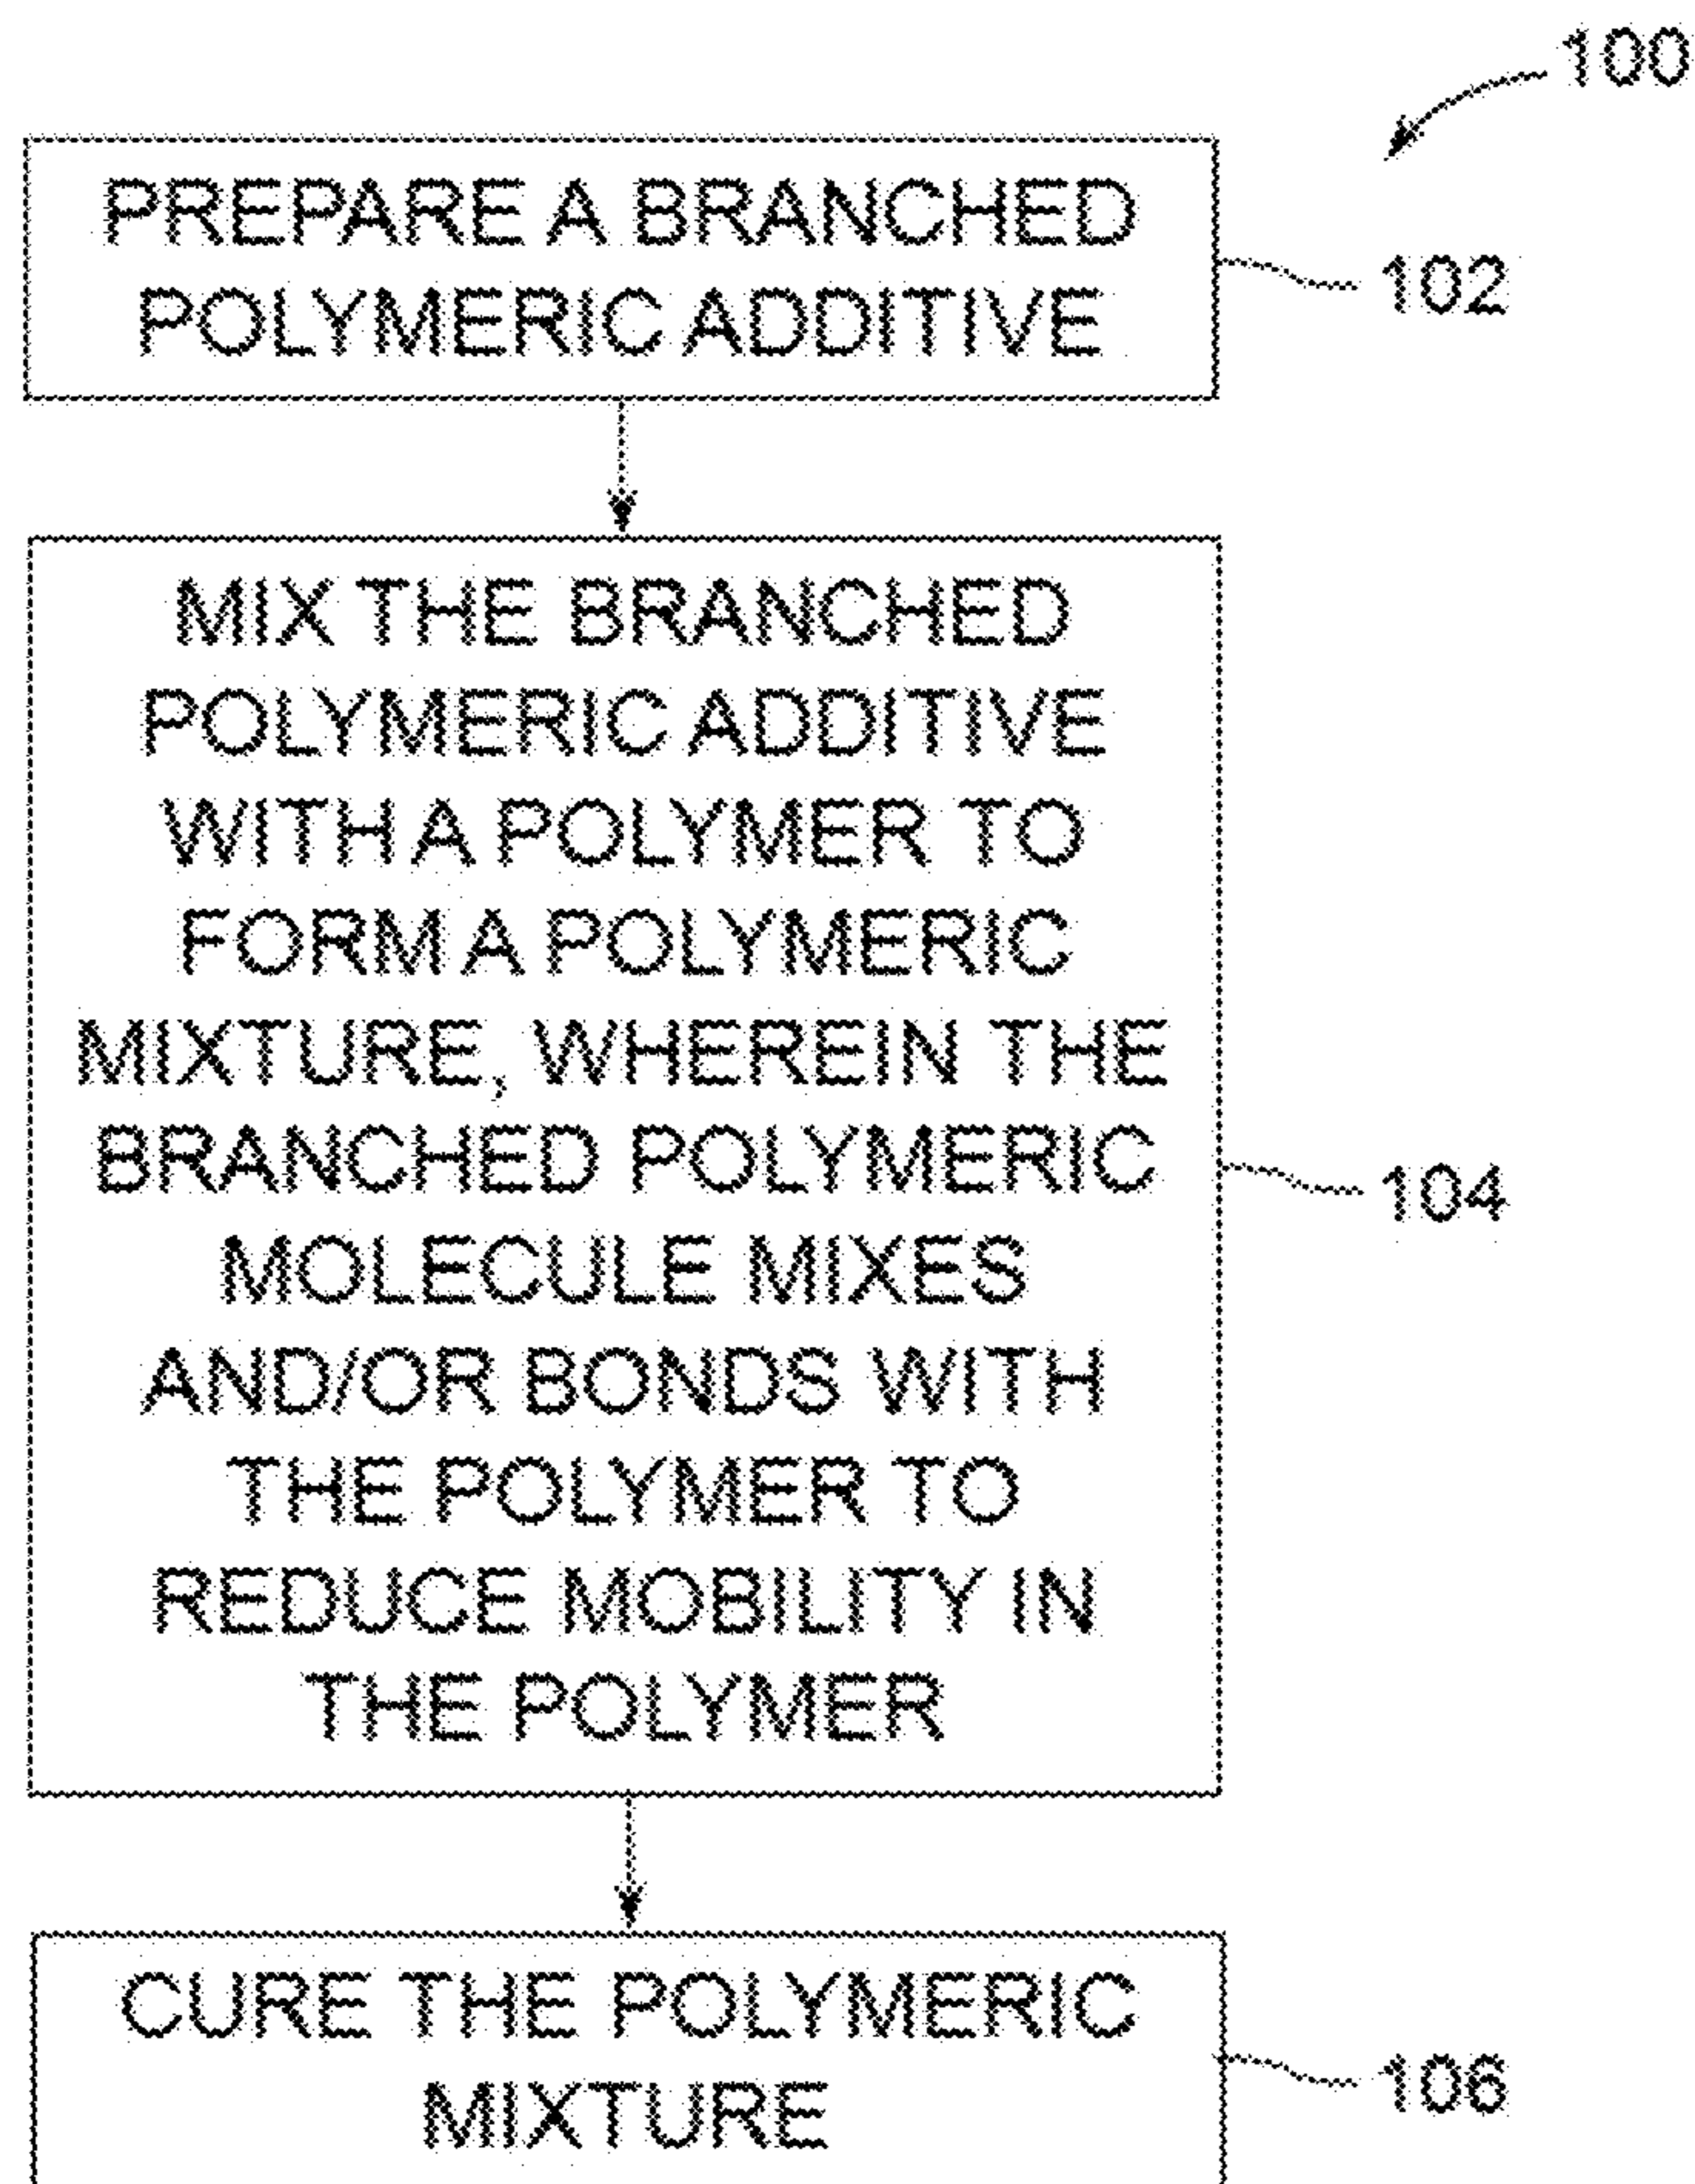 100
PREPARE A BRANCHED
POLYMERIC ADDITIVE
102
MIX THE BRANCHED
POLYMERIC ADDITIVE
WITH A POLYMER TO
FORM A POLYMERIC
MIXTURE, WHEREIN THE
BRANCHED POLYMERIC
MOLECULE MIXES
AND/OR BONDS WITH
THE POLYMER TO
REDUCE MOBILITY IN
THE POLYMER
104
CURE THE POLYMERIC
MIXTURE
106